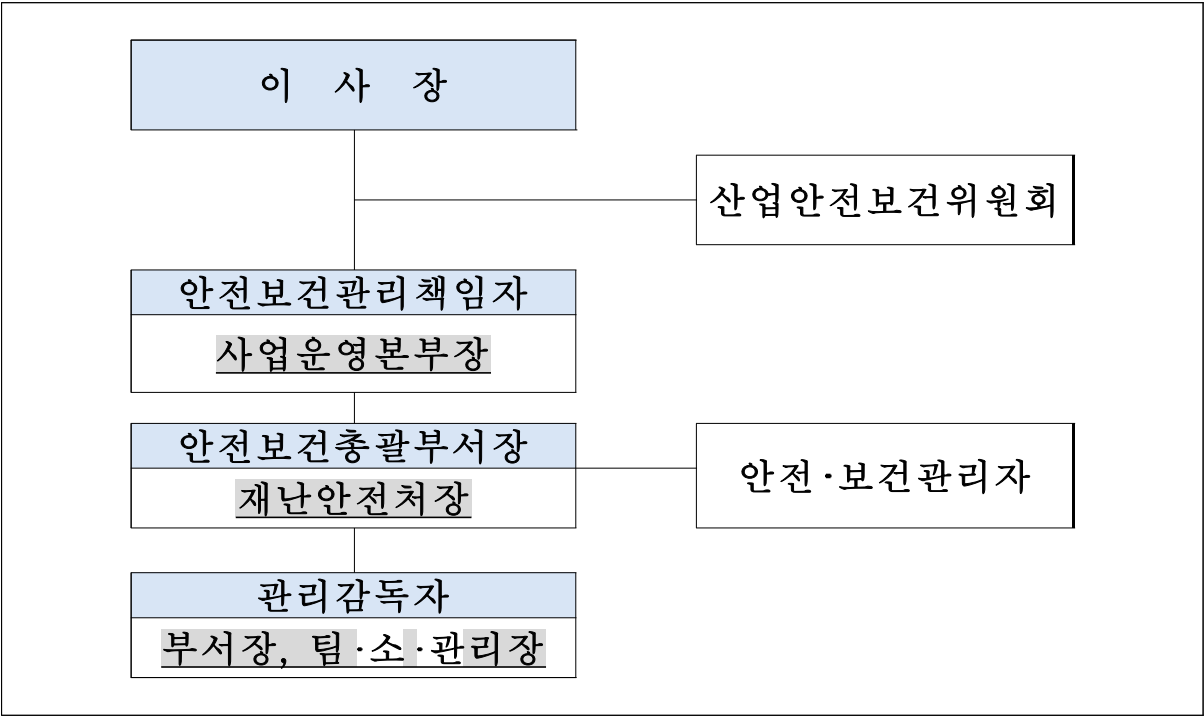 이 사 장
산업안전보건위원회
안전보건관리책임자
사업운영본부장
안전보건총괄부서장
재난안전처장
안전·보건관리자
관리감독자
부서장, 팀·소·관리장